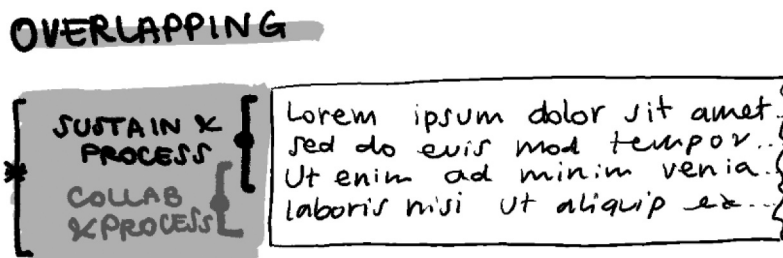 OVERLAPPING
SUSTAIN &
PROCESS
COLLAB
& PROCESS
Lorem ipsum dolor sit amet.
sed do euis mod tempor...
Ut enim ad minim venia..
laboris nisi ut aliquip ex...